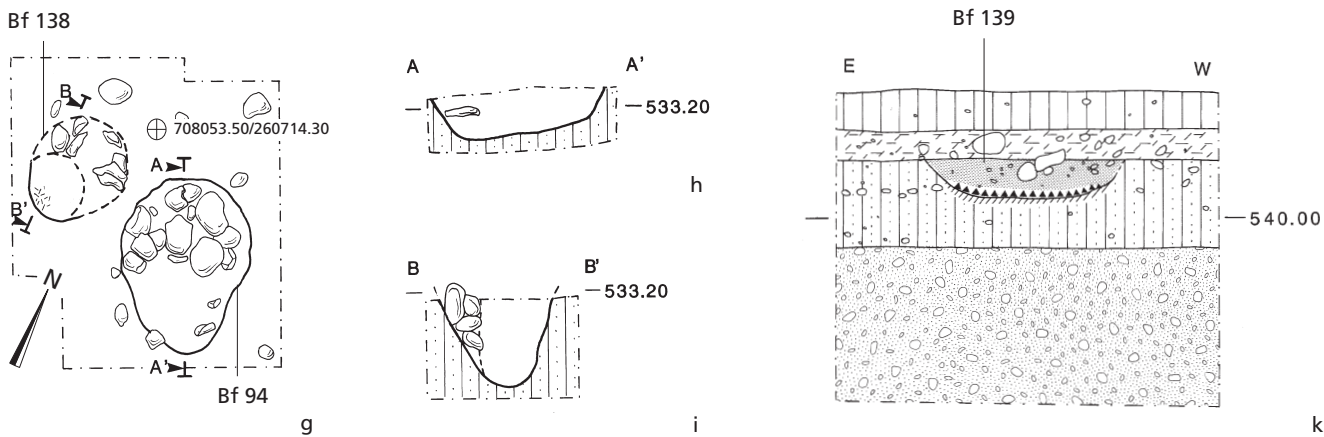 Bf 138
B
708053.50/260714.30
A
B'
N
A'
Bf 94
g
A
A'
533.20
h
B
B'
533.20
i
Bf 139
E
W
540.00
k